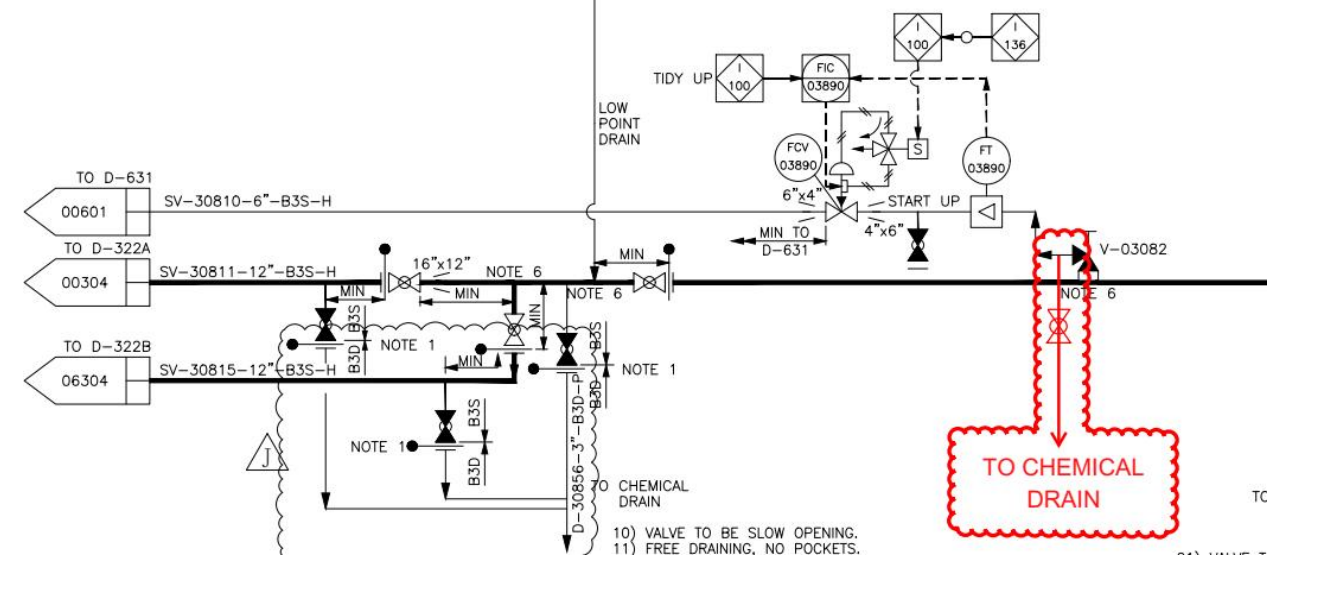 I
100
I
136
TIDY UP
I
100
FIC
03890
LOW
POINT
DRAIN
FCV
03890
S
FT
03890
TO D-631
00601
SV-30810-6"-B3S-H
6"x4"
START UP
4"x6"
MIN TO
D-631
TO D-322A
00304
SV-30811-12"-B3S-H
16"x12"
NOTE 6
MIN
V-03082
MIN
MIN
MIN
NOTE 6
NOTE 6
B3S
B3D
NOTE 1
B3S
B3D
NOTE 1
TO D-322B
06304
SV-30815-12"-B3S-H
MIN
B3S
B3D
NOTE 1
J
D-30856-3"-B3D-P
TO CHEMICAL
DRAIN
TO CHEMICAL
DRAIN
TO
10) VALVE TO BE SLOW OPENING.
11) FREE DRAINING, NO POCKETS.